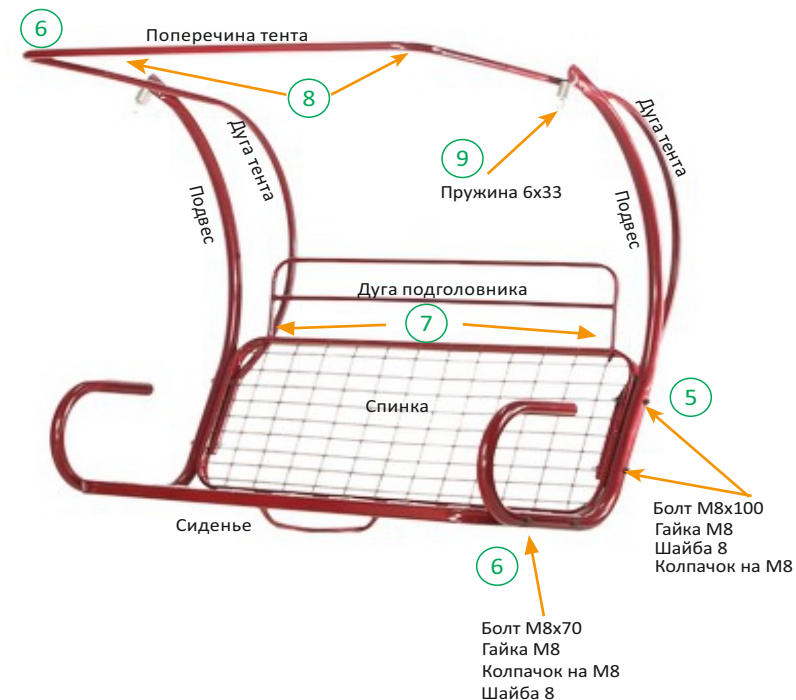 6
Поперечина тента
8
Дуга тента
Дуга тента
9
Пружина 6х33
Подвес
Подвес
Дуга подголовника
7
Спинка
5
Болт М8х100
Гайка М8
Шайба 8
Колпачок на М8
Сиденье
6
Болт М8х70
Гайка М8
Колпачок на М8
Шайба 8